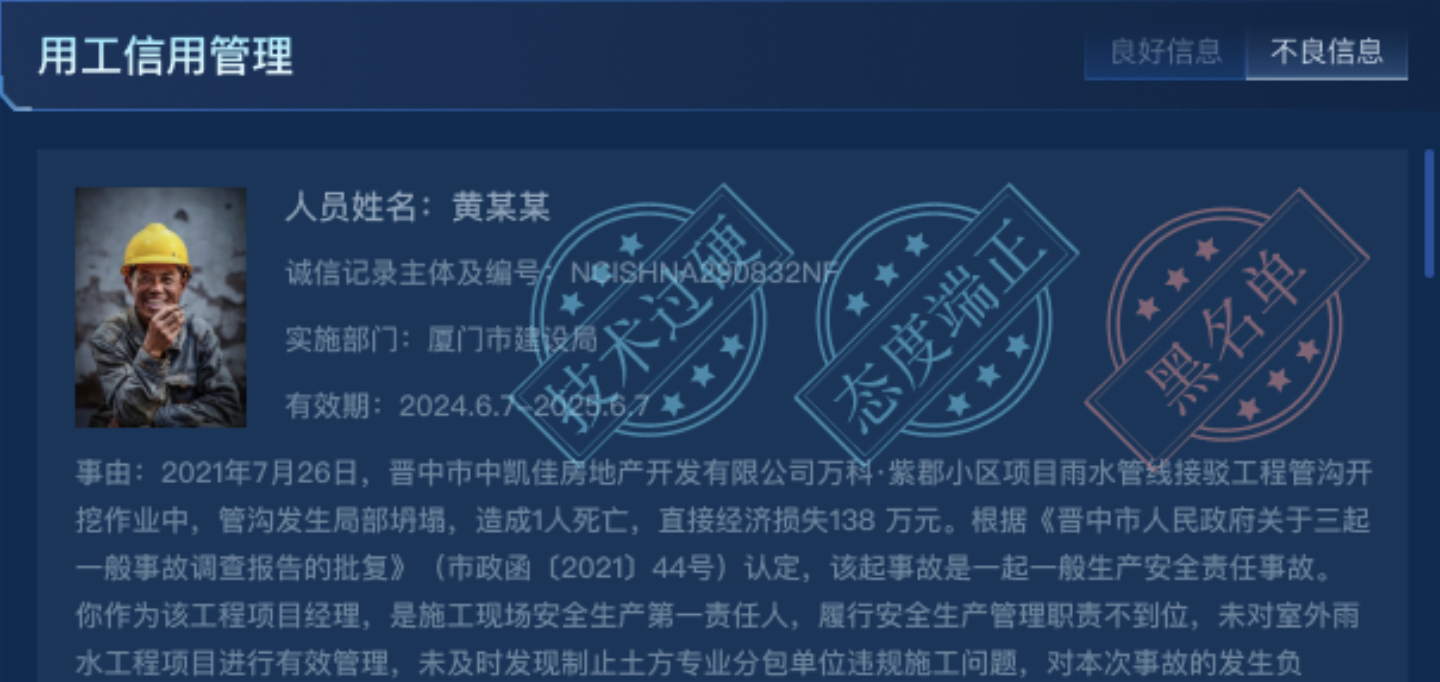 用工信用管理
良好信息
不良信息
人员姓名：黄某某
诚信记录主体及编号：NCISHNA290832NF
实施部门：厦门市建设局
有效期：2024.6.7-2025.6.7
技术过硬
态度端正
黑名单
事由：2021年7月26日，晋中市中凯佳房地产开发有限公司万科·紫郡小区项目雨水管线接驳工程管沟开
挖作业中，管沟发生局部坍塌，造成1人死亡，直接经济损失138 万元。根据《晋中市人民政府关于三起
一般事故调查报告的批复》（市政函〔2021〕44号）认定，该起事故是一起一般生产安全责任事故。
你作为该工程项目经理，是施工现场安全生产第一责任人，履行安全生产管理职责不到位，未对室外雨
水工程项目进行有效管理，未及时发现制止土方专业分包单位违规施工问题，对本次事故的发生负